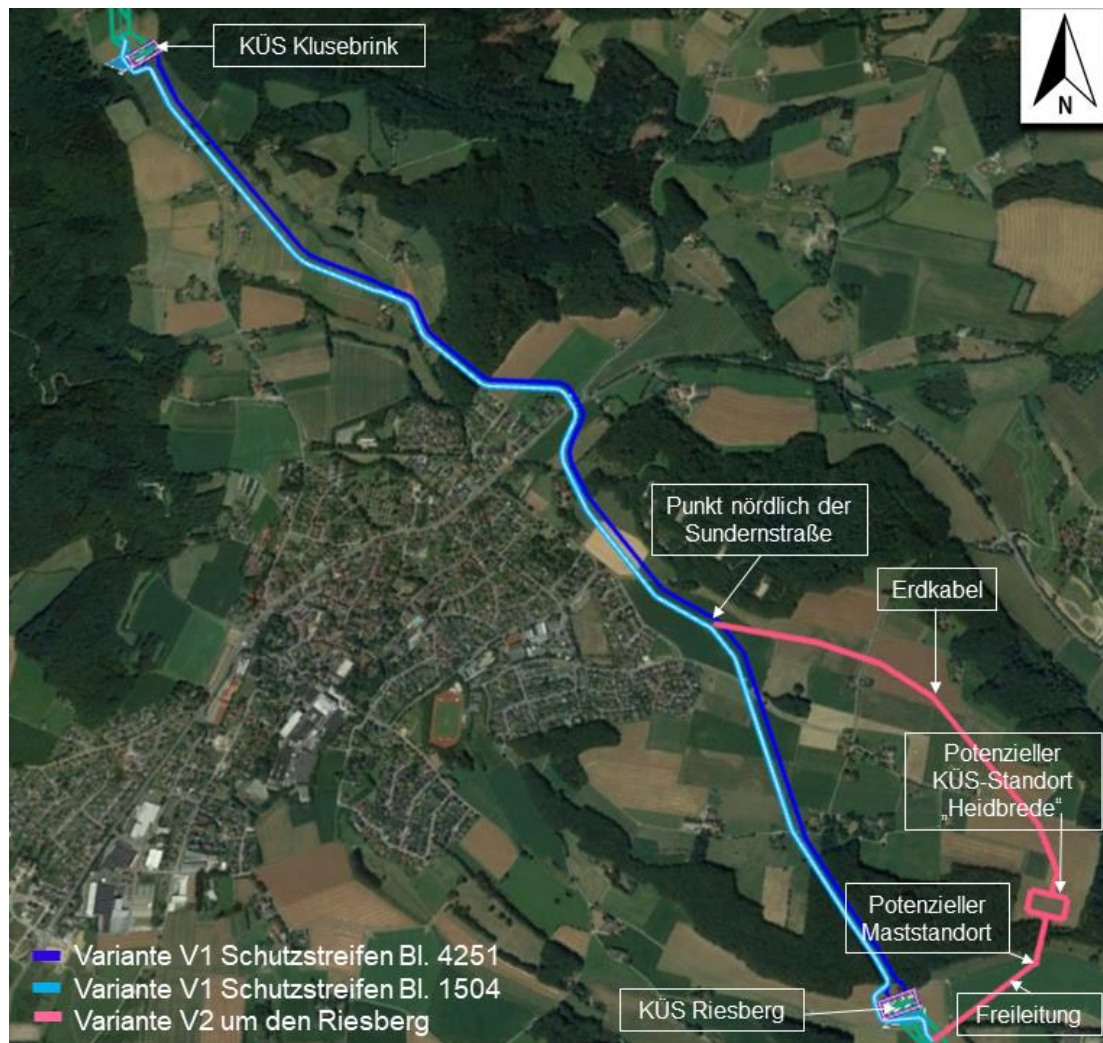 KÜS Klusebrink
N
Punkt nördlich der
Sundernstraße
Erdkabel
Potenzieller
KÜS-Standort
„Heidbrede“
Potenzieller
Maststandort
Variante V1 Schutzstreifen Bl. 4251
Variante V1 Schutzstreifen Bl. 1504
Variante V2 um den Riesberg
KÜS Riesberg
Freileitung